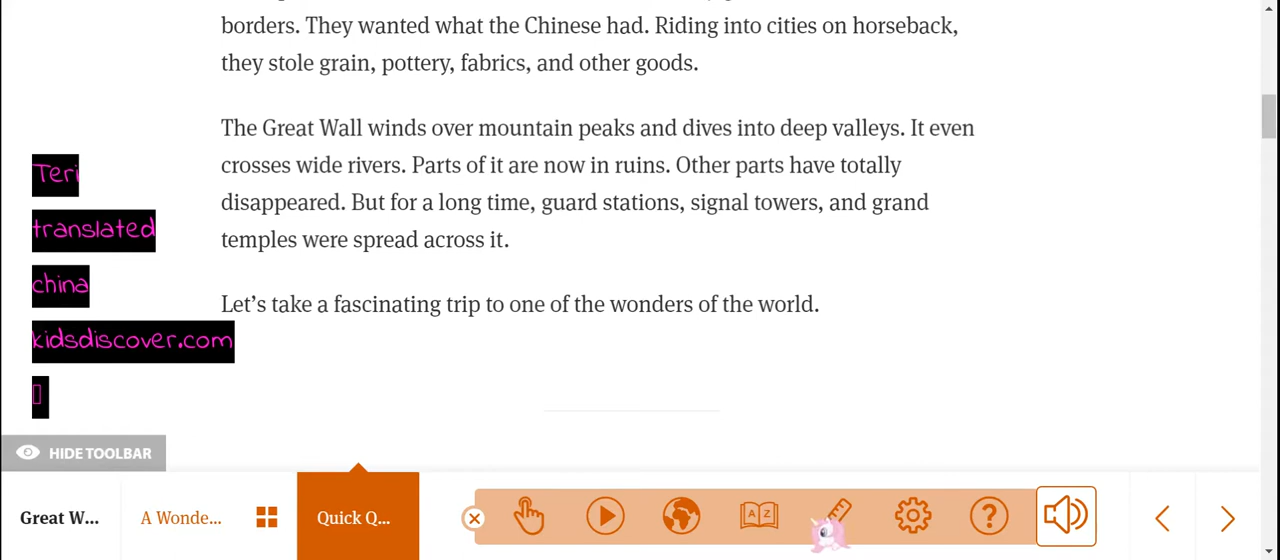 borders. They wanted what the Chinese had. Riding into cities on horseback,
they stole grain, pottery, fabrics, and other goods.
The Great Wall winds over mountain peaks and dives into deep valleys. It even
crosses wide rivers. Parts of it are now in ruins. Other parts have totally
disappeared. But for a long time, guard stations, signal towers, and grand
temples were spread across it.
Let’s take a fascinating trip to one of the wonders of the world.
Teri
translated
china
kidsdiscover.com
HIDE TOOLBAR
Great W...
A Wonde...
Quick Q...
A Z
?